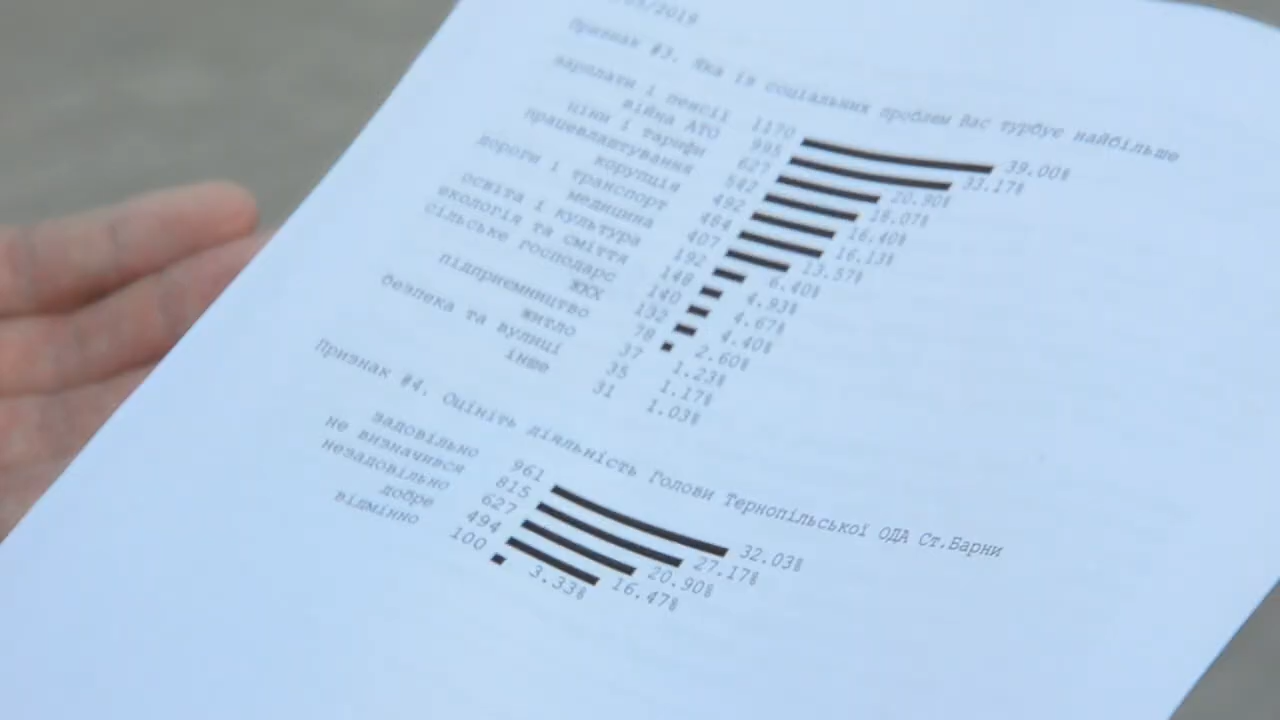 /2019
Признак #3. Яка із соціальних проблем Вас турбує найбільше
зарплати і пенсії 1170 39.00%
війна АТО 995 33.17%
ціни і тарифи 627 20.90%
працевлаштування 542 18.07%
корупція 492 16.40%
дороги і транспорт 484 16.13%
медицина 407 13.57%
освіта і культура 192 6.40%
екологія та сміття 148 4.93%
сільське господарс 140 4.67%
ЖКХ 132 4.40%
підприємництво 78 2.60%
житло 37 1.23%
безпека та вулиці 35 1.17%
інше 31 1.03%
Признак #4. Оцініть діяльність Голови Тернопільської ОДА Ст.Барни
задовільно 961 32.03%
не визначився 815 27.17%
незадовільно 627 20.90%
добре 494 16.47%
відмінно 100 3.33%